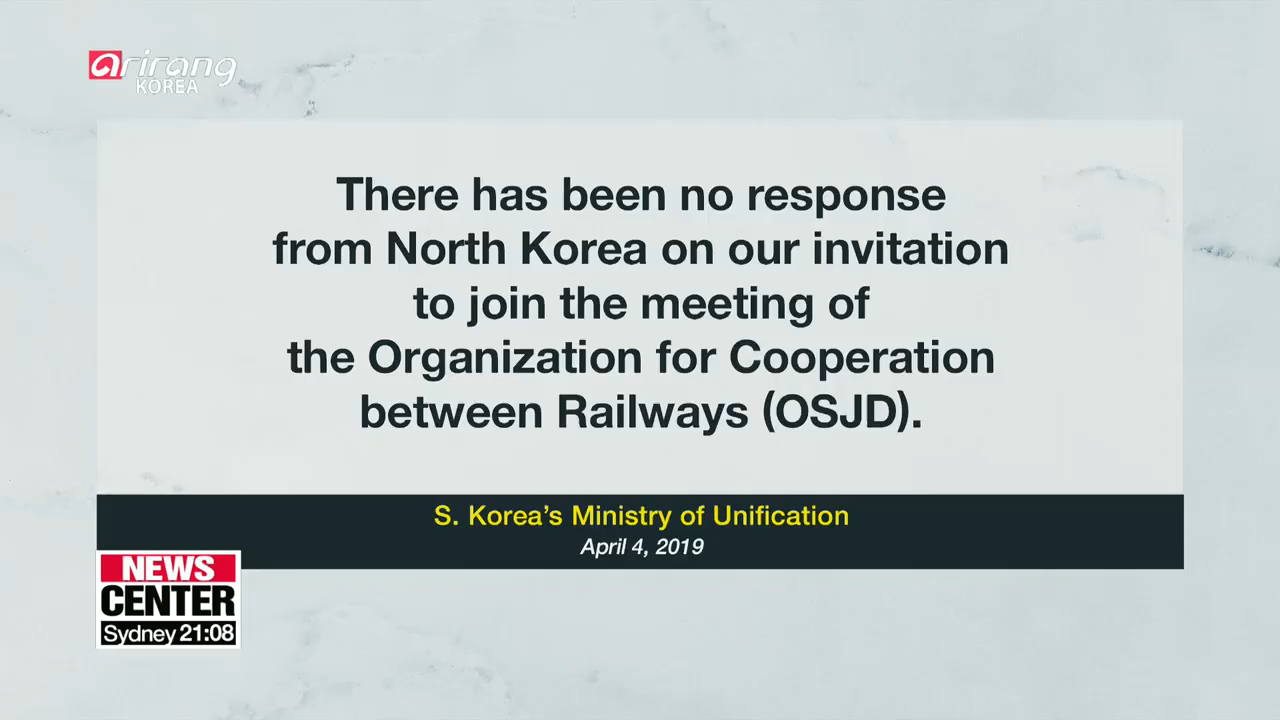 arirang
KOREA
There has been no response
from North Korea on our invitation
to join the meeting of
the Organization for Cooperation
between Railways (OSJD).
S. Korea's Ministry of Unification
April 4, 2019
NEWS
CENTER
Sydney 21:08